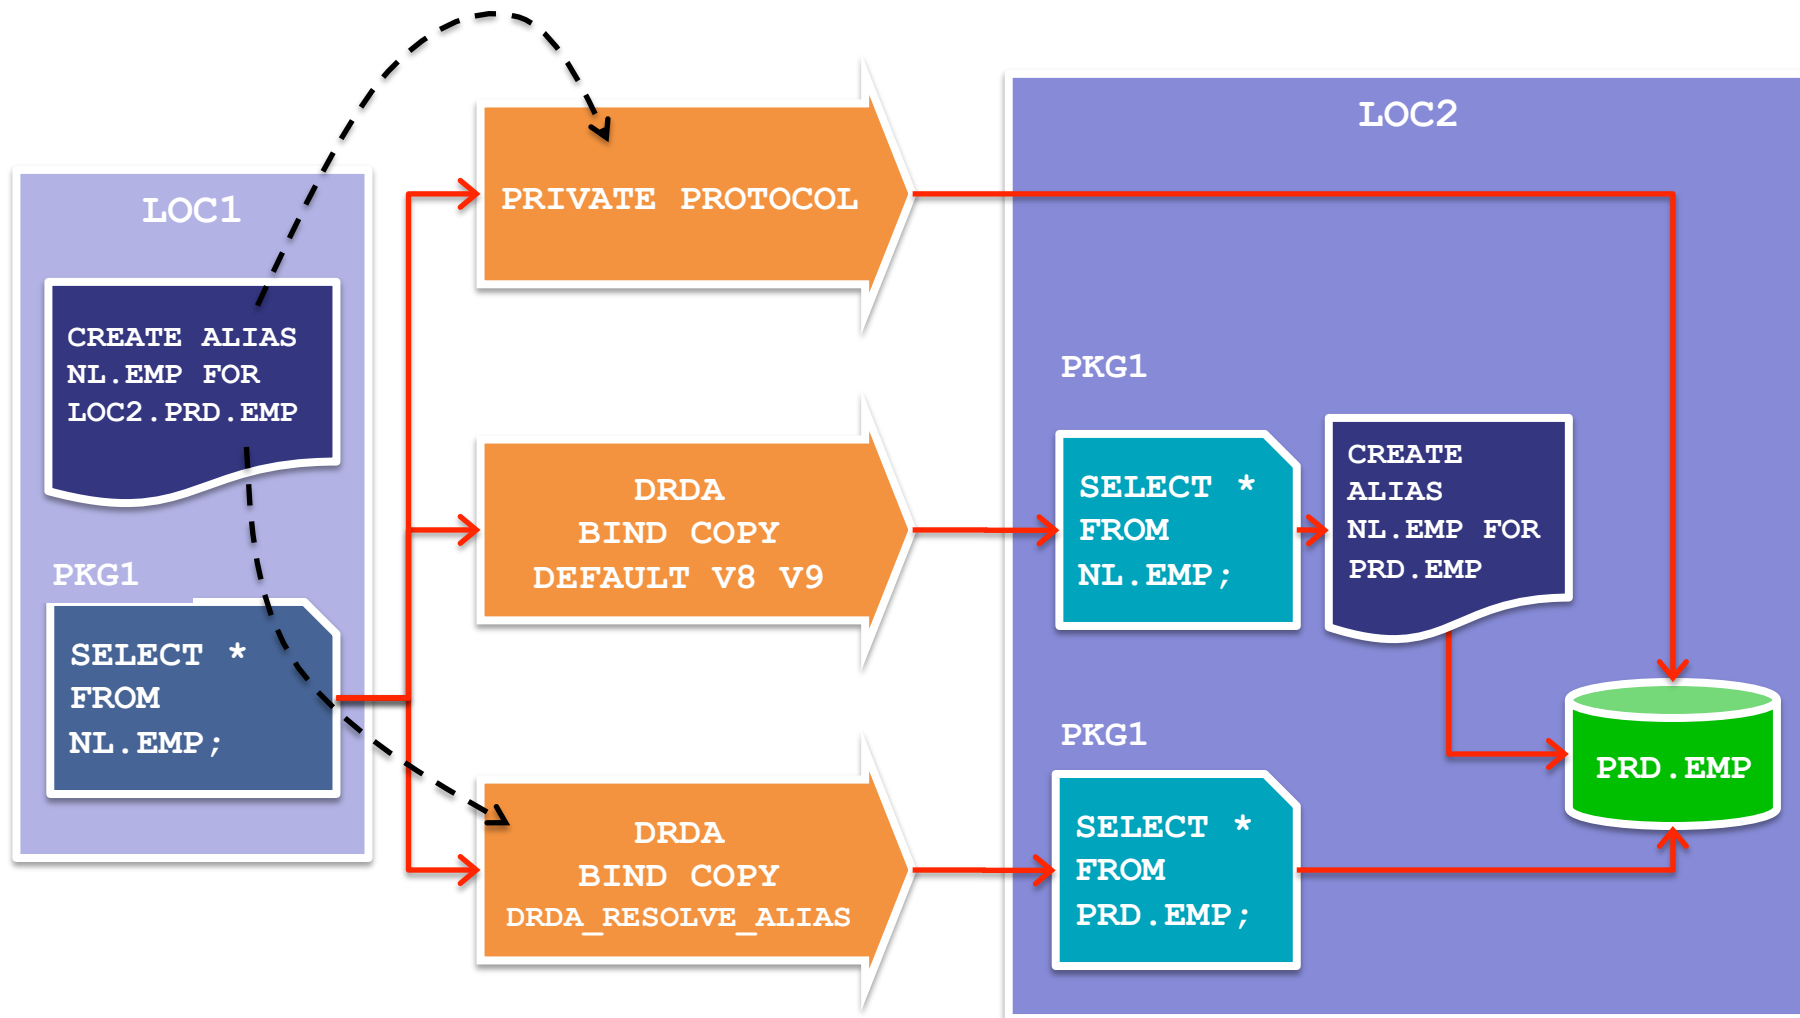 LOC1
CREATE ALIAS
NL.EMP FOR
LOC2.PRD.EMP
PKG1
SELECT *
FROM
NL.EMP;
PRIVATE PROTOCOL
DRDA
BIND COPY
DEFAULT V8 V9
DRDA
BIND COPY
DRDA_RESOLVE_ALIAS
LOC2
PKG1
SELECT *
FROM
NL.EMP;
CREATE
ALIAS
NL.EMP FOR
PRD.EMP
PKG1
SELECT *
FROM
PRD.EMP;
PRD.EMP